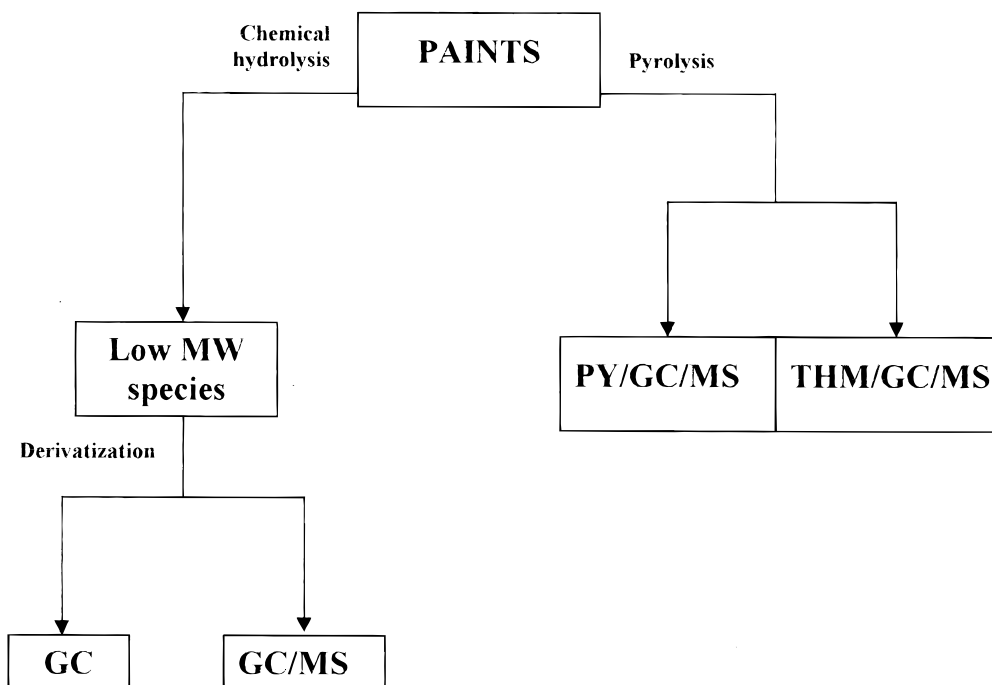 Chemical
hydrolysis
PAINTS
Pyrolysis
Low MW
species
PY/GC/MS
THM/GC/MS
Derivatization
GC
GC/MS